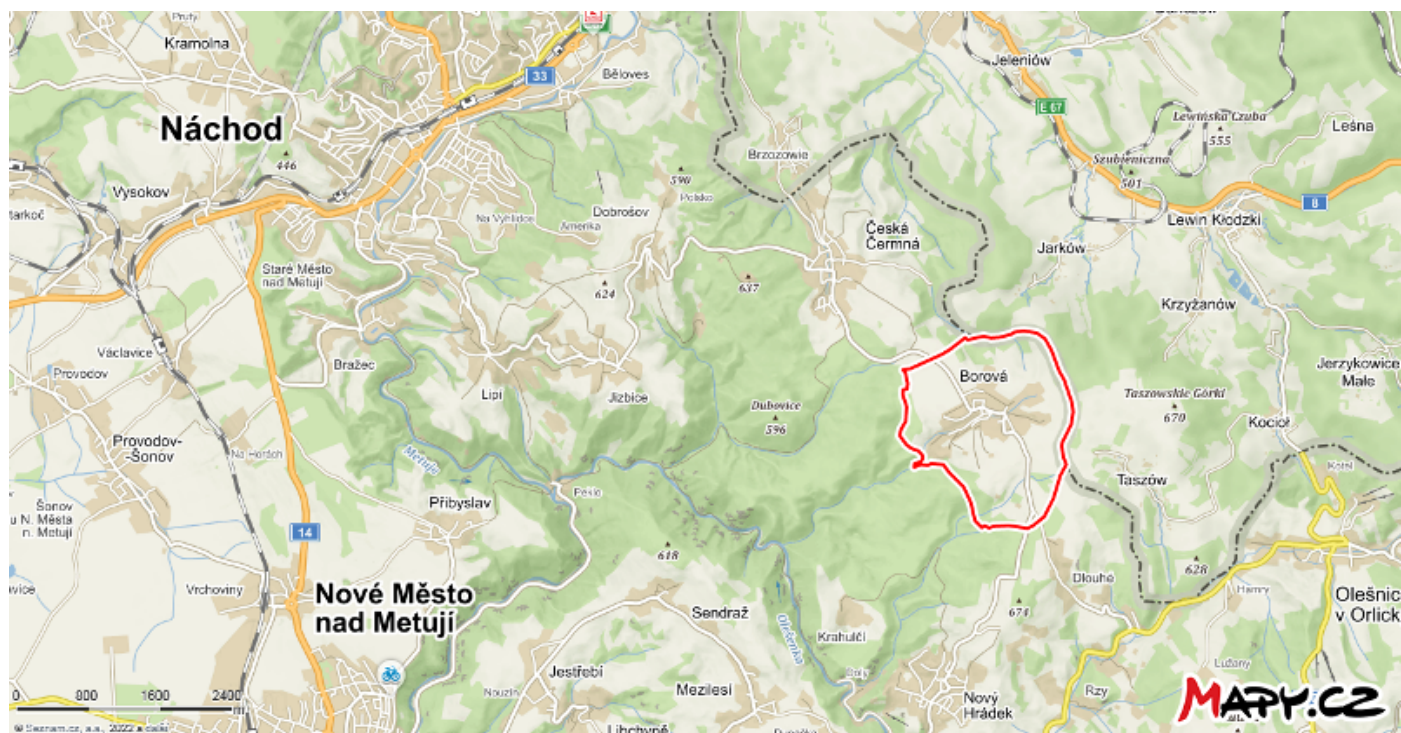 Kramolna
33
Běloves
Náchod
446
Vysokov
590
Polsko
Dobrošov
Amerika
Na Vyhlídce
Brzozowie
Jeleniów
E 67
Lewińska Czuba
555
Leśna
Szubieniczna
501
8
Lewin Kłodzki
Česká
Čermná
Jarków
Staré Město
nad Metují
624
637
Krzyżanów
Václavice
Provodov
Bražec
Lipí
Jizbice
Borová
Dubovice
596
Taszowskie Górki
670
Jerzykowice
Małe
Kocioł
Provodov-
-Šonov
Na Horách
Metuje
Kotel
Peklo
Přibyslav
Taszów
Šonov
u N. Města
n. Metují
14
618
Vrchoviny
Nové Město
nad Metují
Sendraž
Olešenka
Krahulčí
Dlouhé
674
628
Hamry
Olešnic
v Orlick
Lužany
Jestřebí
Nouzín
Mezilesí
Doly
Nový
Hrádek
Rzy
0 800 1600 2400
m
MAPY.CZ
© Seznam.cz, a.s., 2022 a další
Libchyně